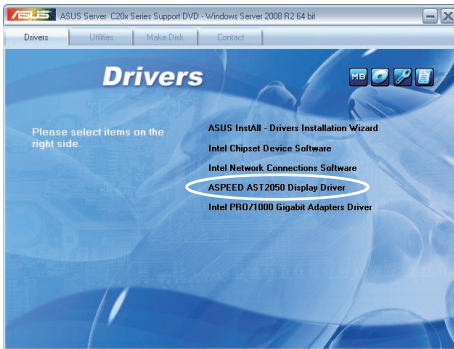 ASUS
ASUS Server C20x Series Support DVD - Windows Server 2008 R2 64 bit
Drivers
Utilities
Make Disk
Contact
Drivers
MB
Please select items on the
right side.
ASUS InstAll - Drivers Installation Wizard
Intel Chipset Device Software
Intel Network Connections Software
ASPEED AST2050 Display Driver
Intel PRO/1000 Gigabit Adapters Driver